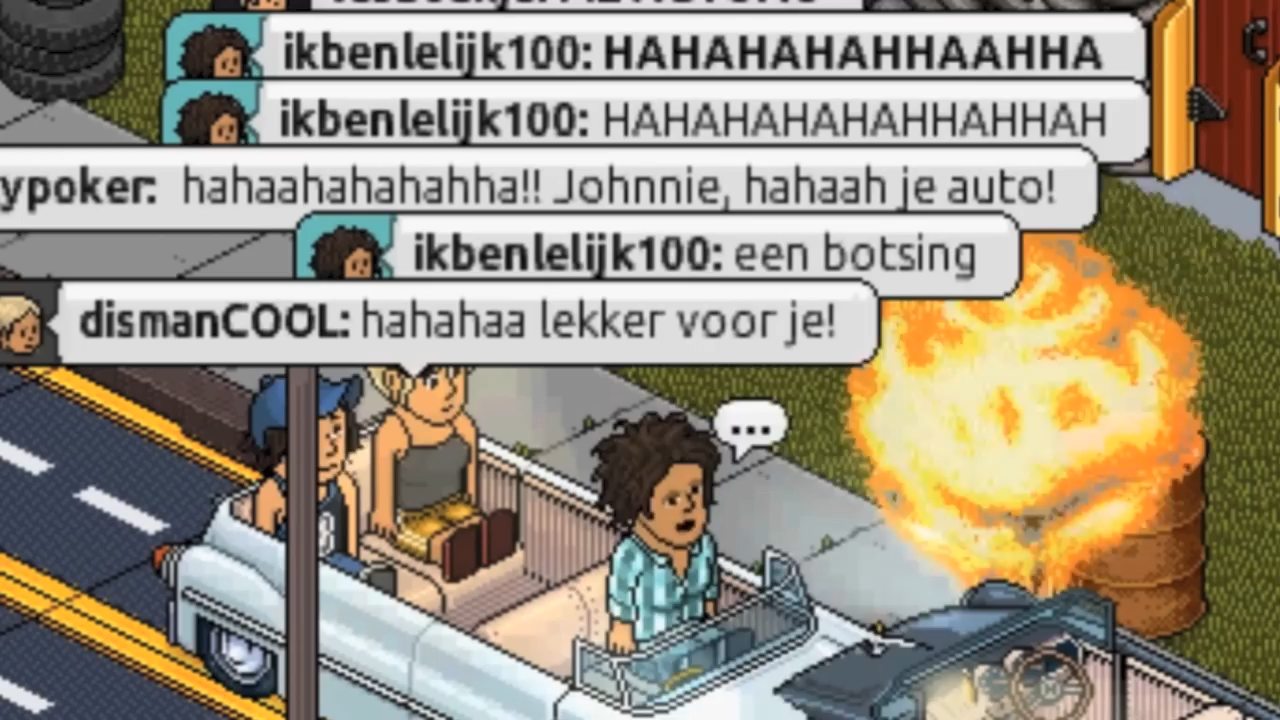 ikbenlelijk100: HAHAHAHAHHAAHHA
ikbenlelijk100: HAHAHAHAHAHHAHHAH
ypoker: hahaahahahahha!! Johnnie, hahaah je auto!
ikbenlelijk100: een botsing
dismanCOOL: hahahaa lekker voor je!
...